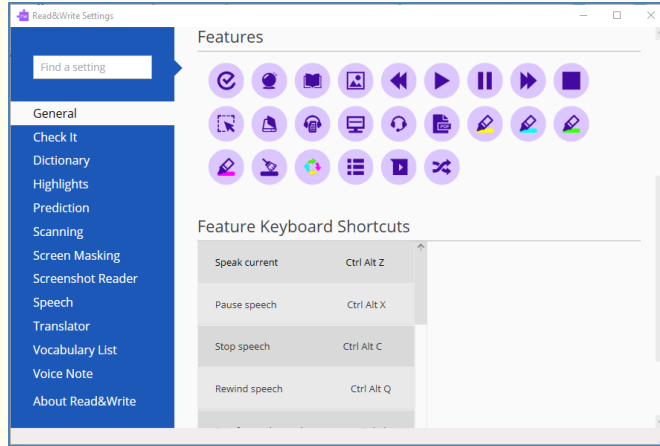 Read&Write Settings
Features
Find a setting
General
Check It
Dictionary
Highlights
Prediction
Scanning
Screen Masking
Screenshot Reader
Speech
Translator
Vocabulary List
Voice Note
About Read&Write
PDF
Feature Keyboard Shortcuts
Speak current Ctrl Alt Z
Pause speech Ctrl Alt X
Stop speech Ctrl Alt C
Rewind speech Ctrl Alt Q